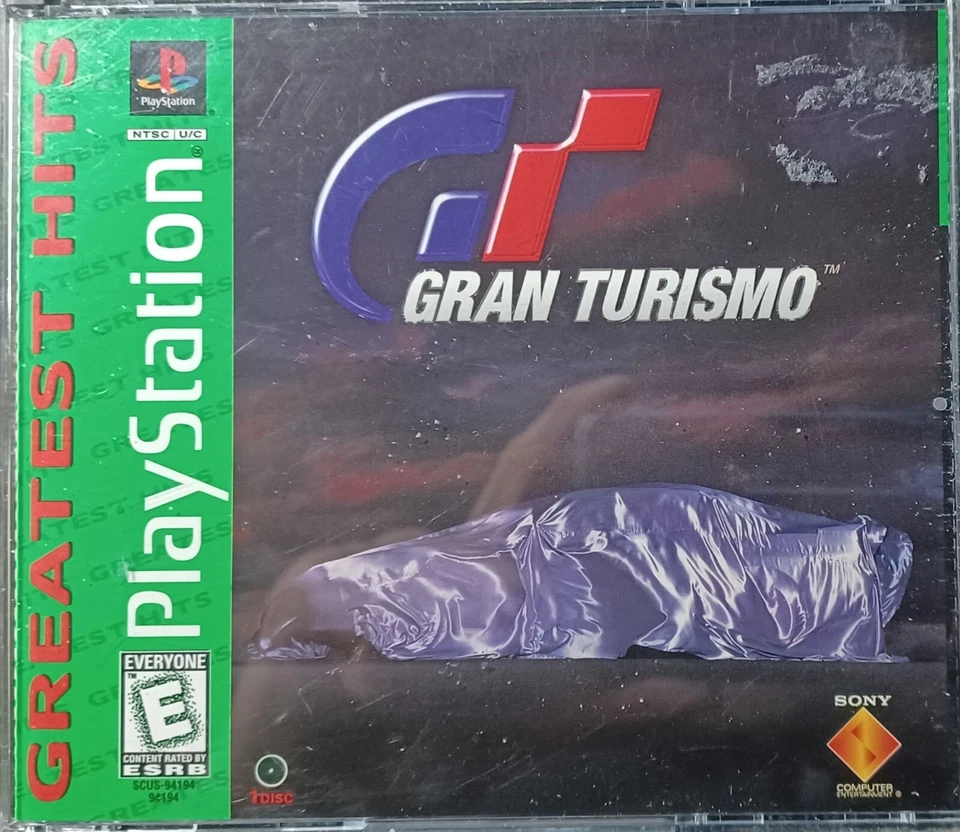 GREATEST HITS
PlayStation
NTSC U/C
PlayStation®
EVERYONE
™
E
CONTENT RATED BY
ESRB
SCUS-94194
94194
GT
GRAN TURISMO™
1 DISC
SONY
COMPUTER
ENTERTAINMENT®